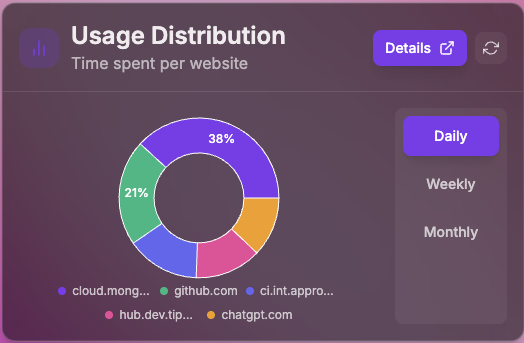 Usage Distribution
Time spent per website
Details
38%
21%
Daily
Weekly
Monthly
cloud.mong...
github.com
ci.int.appro...
hub.dev.tip...
chatgpt.com